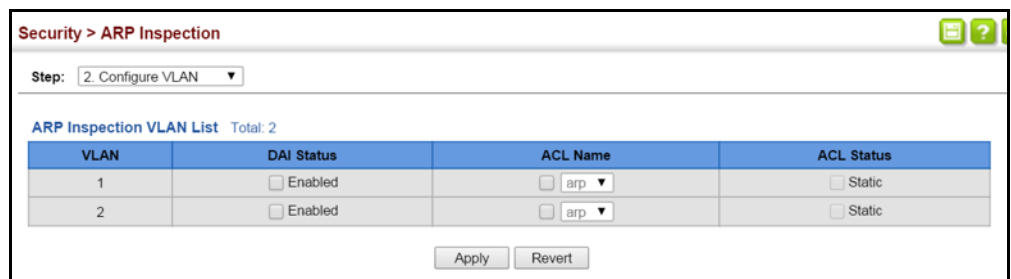 Security > ARP Inspection
?
Step: 2. Configure VLAN
ARP Inspection VLAN List Total: 2
VLAN DAI Status ACL Name ACL Status
1 Enabled arp Static
2 Enabled arp Static
Apply Revert